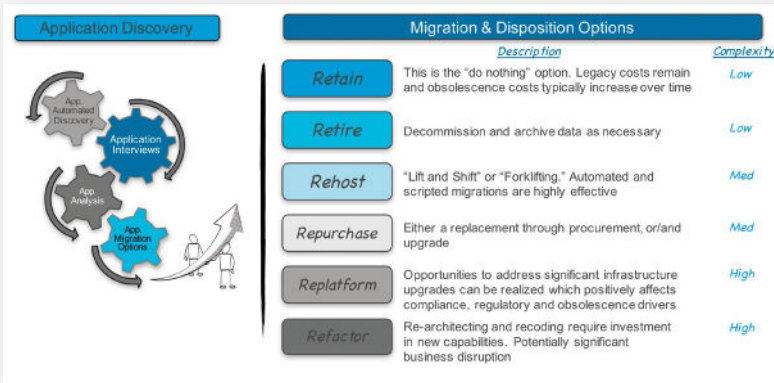 Application Discovery
App.
Automated
Discovery
Application
Interviews
App.
Analysis
App.
Migration
Options
Migration & Disposition Options
Description
Complexity
Retain
This is the “do nothing” option. Legacy costs remain
and obsolescence costs typically increase over time
Low
Retire
Decommission and archive data as necessary
Low
Rehost
“Lift and Shift” or “Forklifting.” Automated and
scripted migrations are highly effective
Med
Repurchase
Either a replacement through procurement, or/and
upgrade
Med
Replatform
Opportunities to address significant infrastructure
upgrades can be realized which positively affects
compliance, regulatory and obsolescence drivers
High
Refactor
Re-architecting and recoding require investment
in new capabilities. Potentially significant
business disruption
High